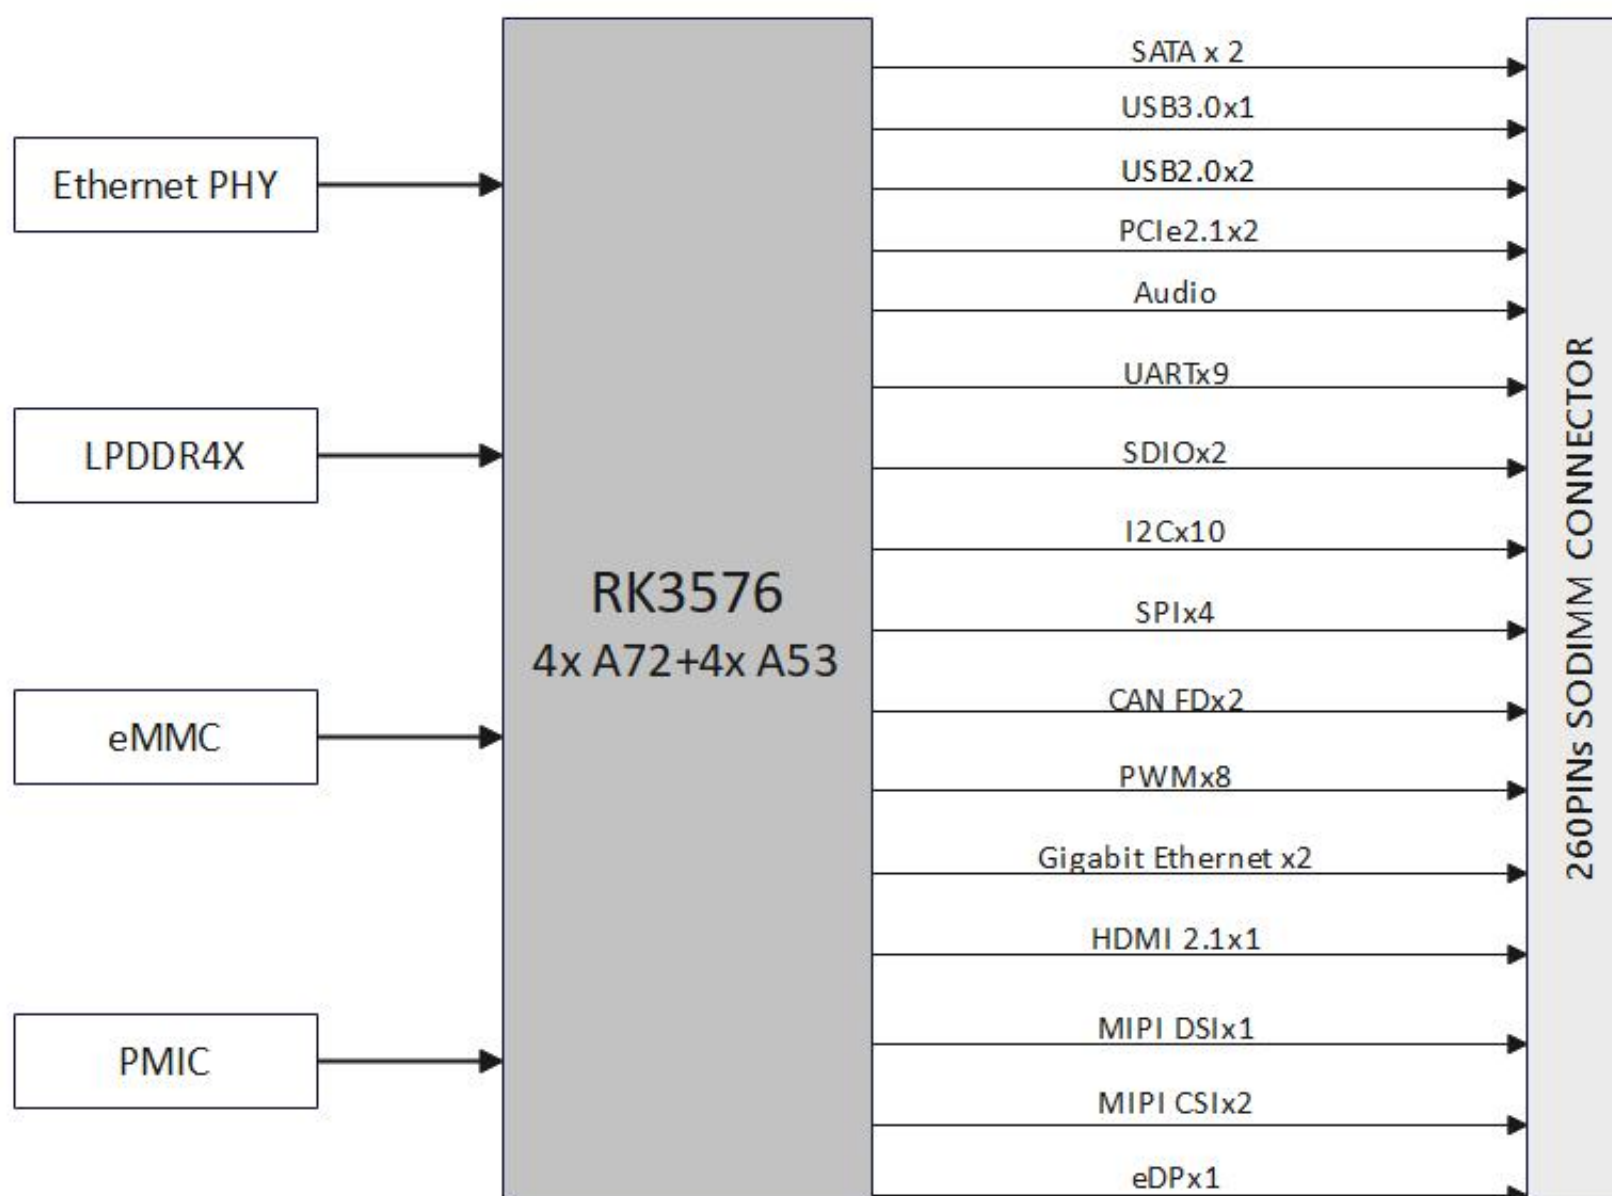 Ethernet PHY
LPDDR4X
eMMC
PMIC
RK3576
4x A72+4x A53
SATA x 2
USB3.0x1
USB2.0x2
PCIe2.1x2
Audio
UARTx9
SDIOx2
I2Cx10
SPIx4
CAN FDx2
PWMx8
Gigabit Ethernet x2
HDMI 2.1x1
MIPI DSIx1
MIPI CSIx2
eDPx1
260PINs SODIMM CONNECTOR